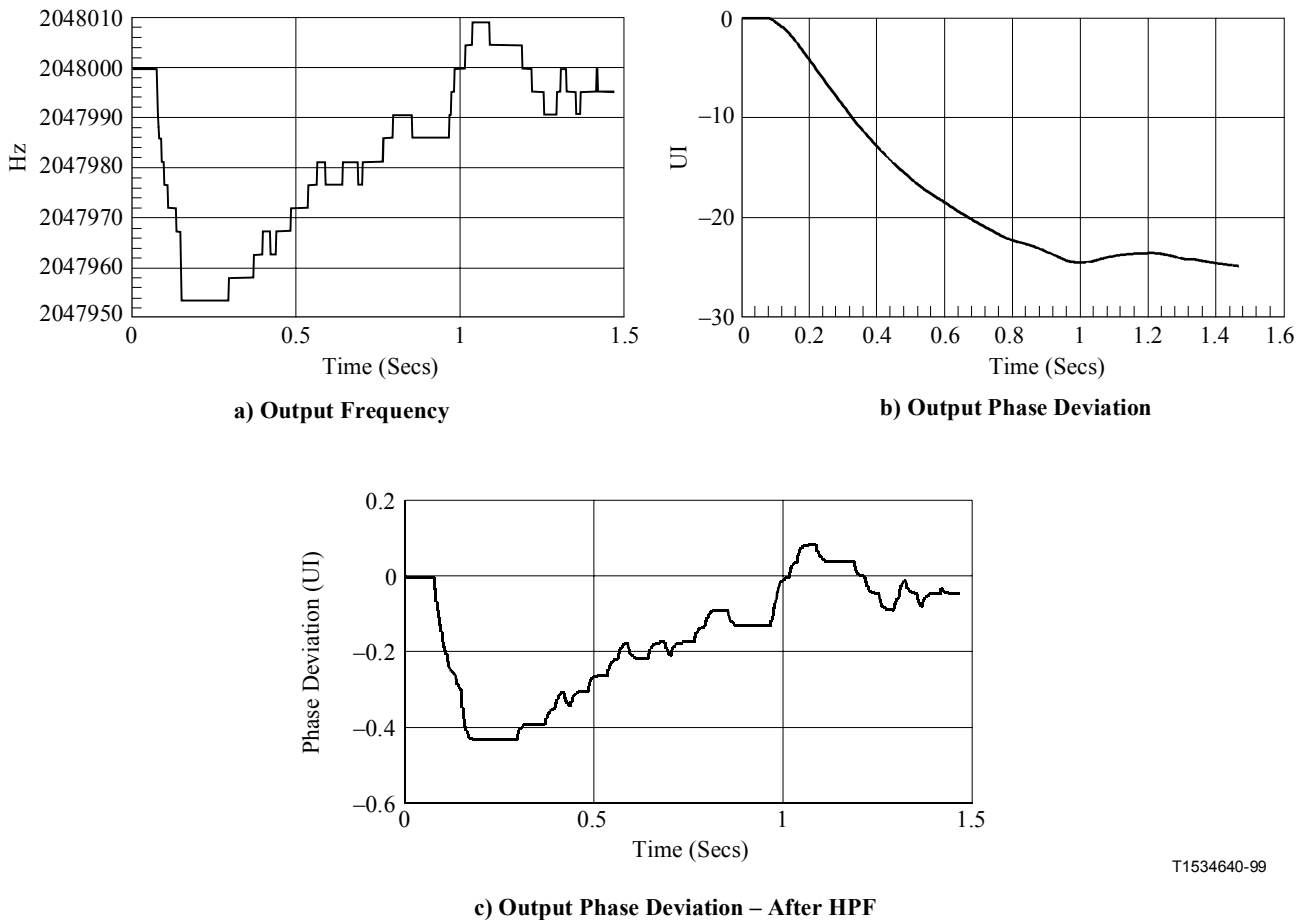 2048010
2048000
2047990
2047980
2047970
2047960
2047950
Hz
0 0.5 1 1.5
Time (Secs)
a) Output Frequency
0
–10
–20
–30
UI
0 0.2 0.4 0.6 0.8 1 1.2 1.4 1.6
Time (Secs)
b) Output Phase Deviation
0.2
0
–0.2
–0.4
–0.6
Phase Deviation (UI)
0 0.5 1 1.5
Time (Secs)
T1534640-99
c) Output Phase Deviation – After HPF